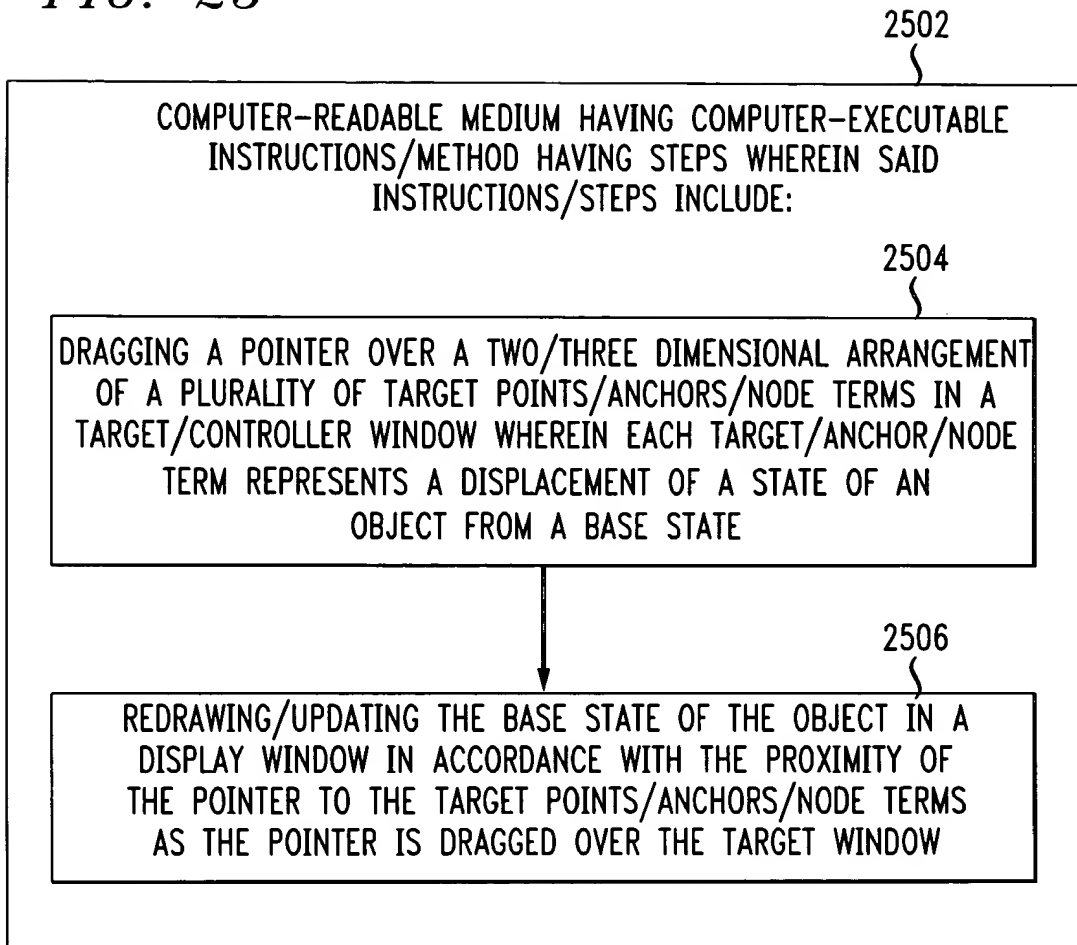 2502
COMPUTER-READABLE MEDIUM HAVING COMPUTER-EXECUTABLE
INSTRUCTIONS/METHOD HAVING STEPS WHEREIN SAID
INSTRUCTIONS/STEPS INCLUDE:
2504
DRAGGING A POINTER OVER A TWO/THREE DIMENSIONAL ARRANGEMENT
OF A PLURALITY OF TARGET POINTS/ANCHORS/NODE TERMS IN A
TARGET/CONTROLLER WINDOW WHEREIN EACH TARGET/ANCHOR/NODE
TERM REPRESENTS A DISPLACEMENT OF A STATE OF AN
OBJECT FROM A BASE STATE
2506
REDRAWING/UPDATING THE BASE STATE OF THE OBJECT IN A
DISPLAY WINDOW IN ACCORDANCE WITH THE PROXIMITY OF
THE POINTER TO THE TARGET POINTS/ANCHORS/NODE TERMS
AS THE POINTER IS DRAGGED OVER THE TARGET WINDOW